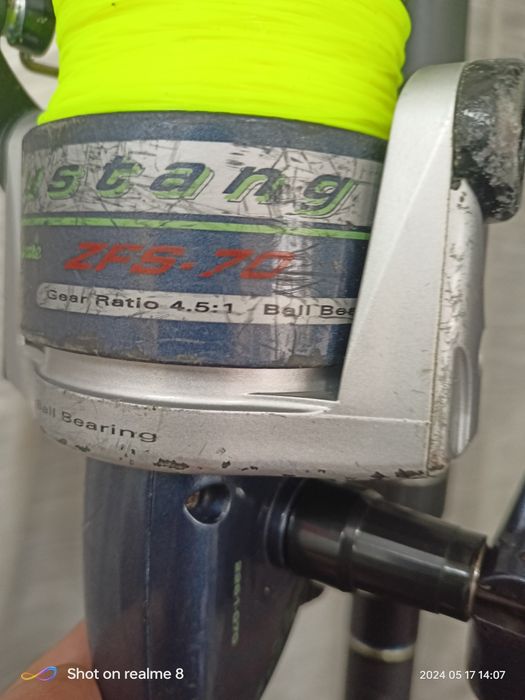 ustang
ZFS-70
Gear Ratio 4.5:1 Ball Bea
Ball Bearing
Shot on realme 8
2024 05 17 14:07